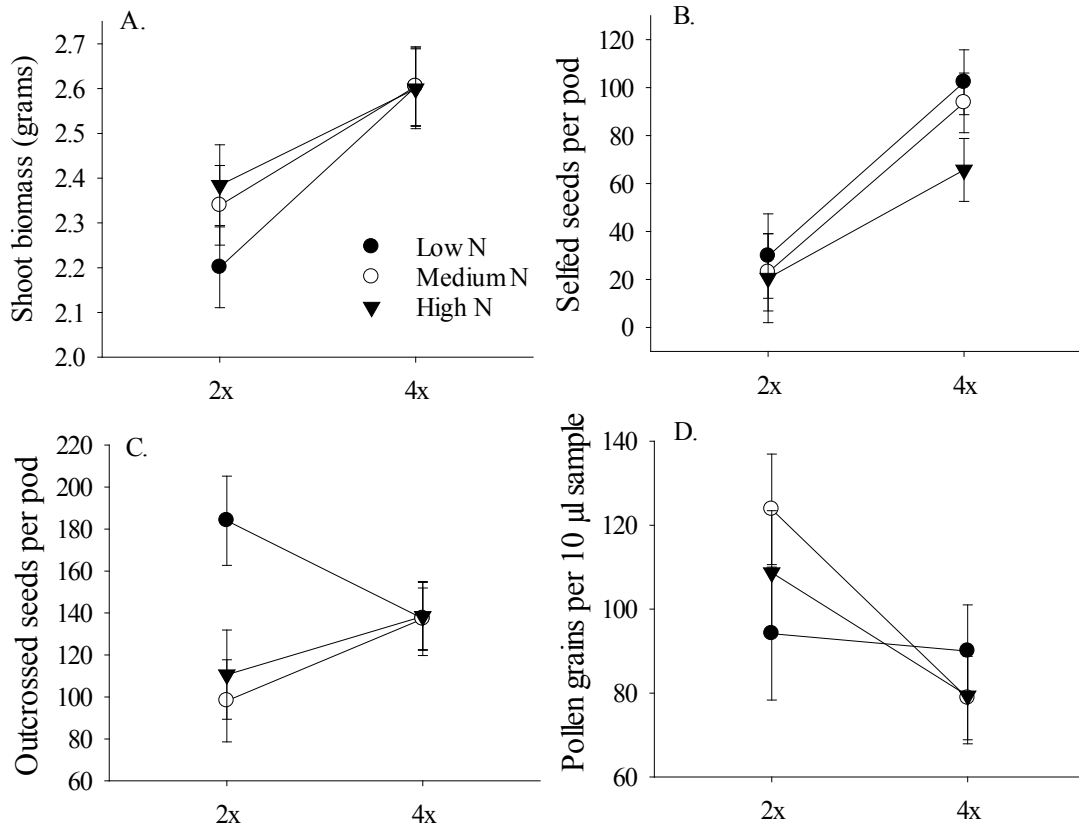 A.
Shoot biomass (grams)
2.7
2.6
2.5
2.4
2.3
2.2
2.1
2.0
Low N
Medium N
High N
2x
4x
B.
Selfed seeds per pod
120
100
80
60
40
20
0
2x
4x
C.
Outcrossed seeds per pod
220
200
180
160
140
120
100
80
60
2x
4x
D.
Pollen grains per 10 µl sample
140
120
100
80
60
2x
4x